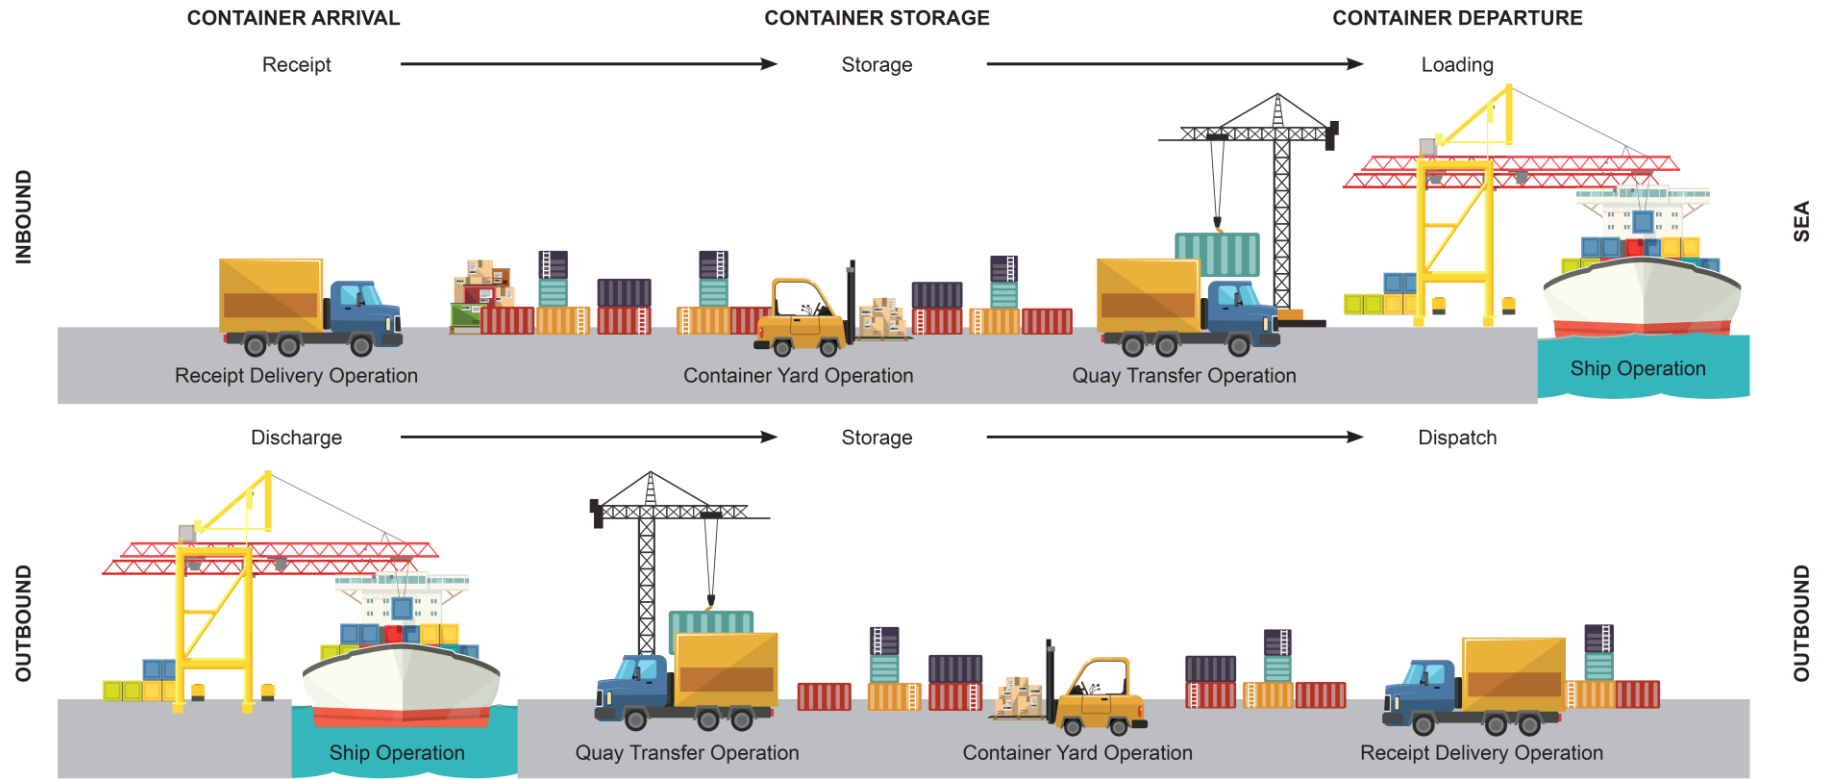 CONTAINER ARRIVAL
CONTAINER STORAGE
CONTAINER DEPARTURE
Receipt
Storage
Loading
INBOUND
SEA
Receipt Delivery Operation
Container Yard Operation
Quay Transfer Operation
Ship Operation
Discharge
Storage
Dispatch
OUTBOUND
OUTBOUND
Ship Operation
Quay Transfer Operation
Container Yard Operation
Receipt Delivery Operation